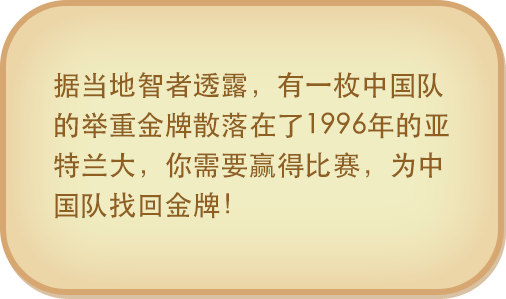 据当地智者透露，有一枚中国队
的举重金牌散落在了1996年的亚
特兰大，你需要赢得比赛，为中
国队找回金牌！